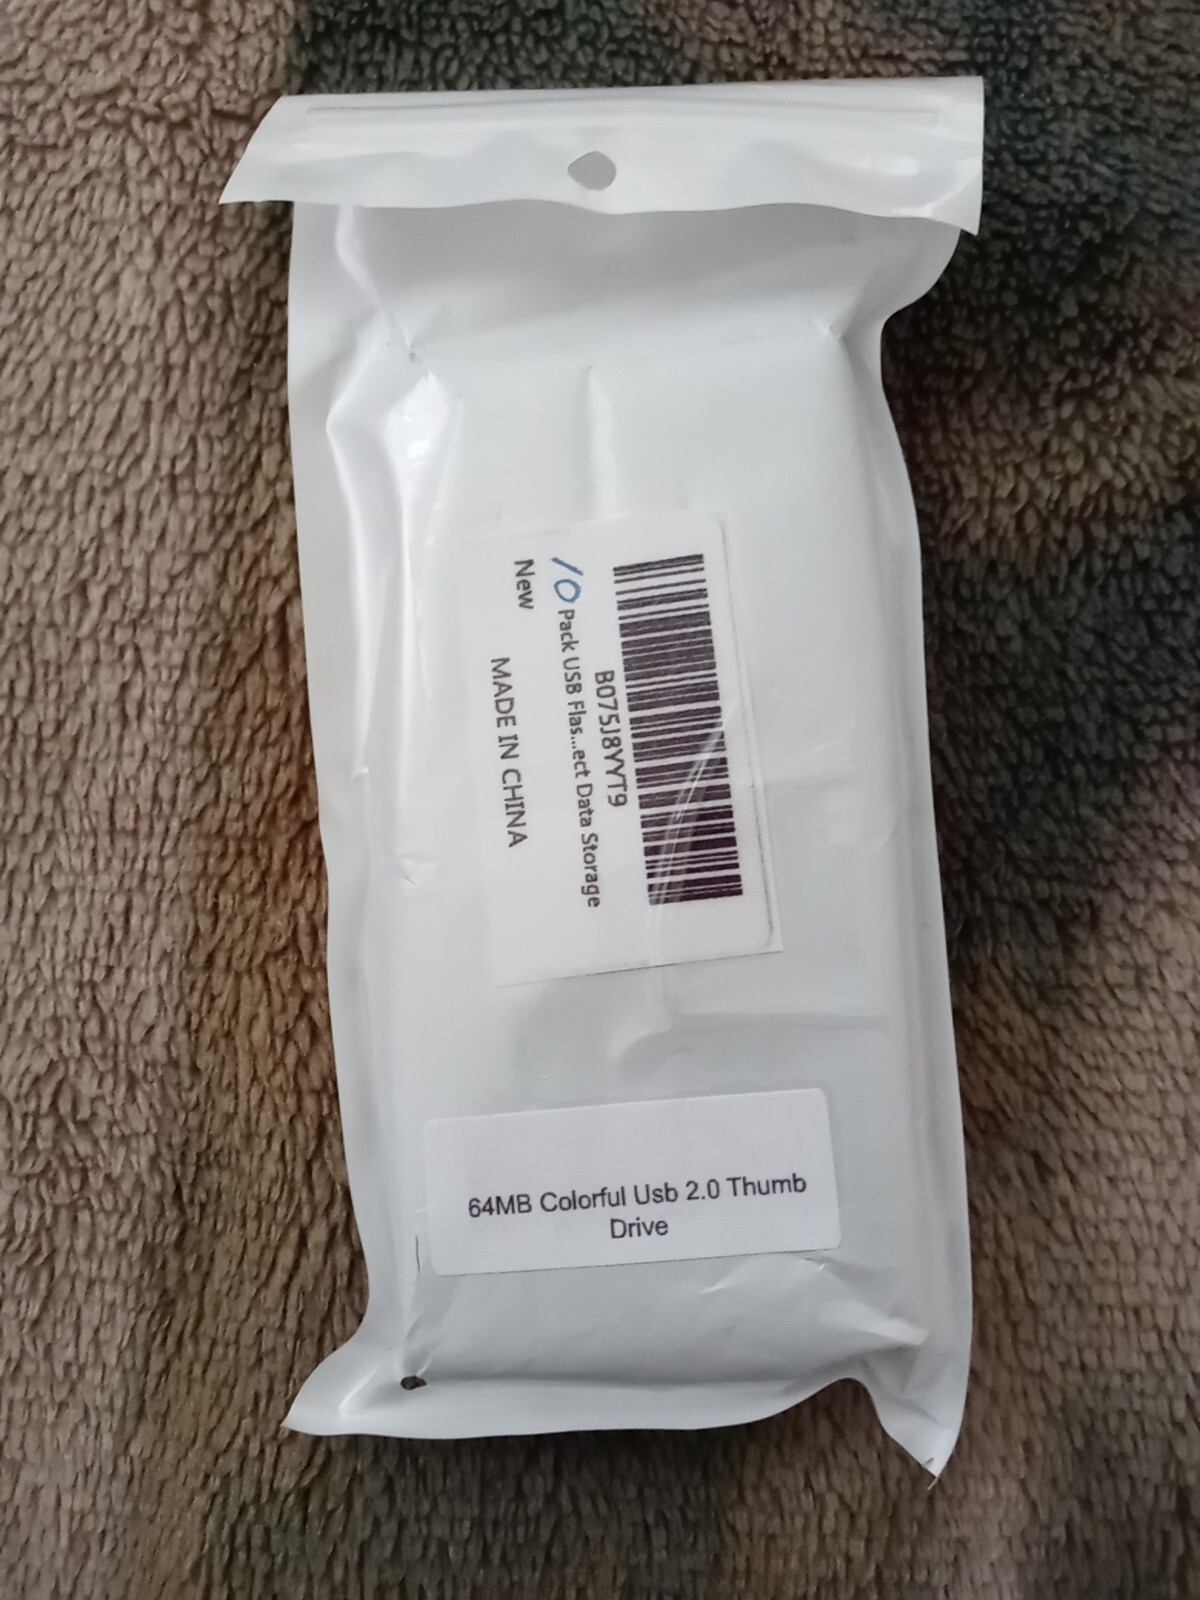 B075J8YYT9
10 Pack USB Flas...ect Data Storage
New MADE IN CHINA
64MB Colorful Usb 2.0 Thumb
Drive